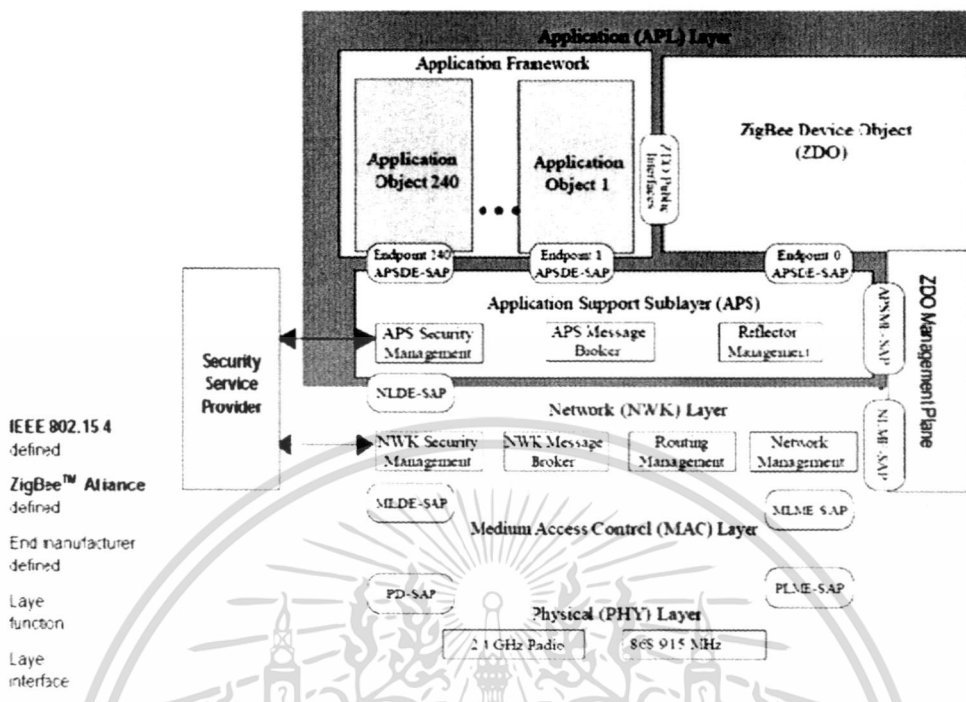 Application (APL) Layer
Application Framework
Application
Object 240
Application
Object 1
ZDO Public
Interfaces
ZigBee Device Object
(ZDO)
Endpoint 240
APSDE-SAP
Endpoint 1
APSDE-SAP
Endpoint 0
APSDE-SAP
Application Support Sublayer (APS)
APS Security
Management
APS Message
Broker
Reflector
Management
APSME-SAP
ZDO Management Plane
Security
Service
Provider
NLDE-SAP
Network (NWK) Layer
NWK Security
Management
NWK Message
Broker
Routing
Management
Network
Management
NLME-SAP
MLDE-SAP
MLME-SAP
Medium Access Control (MAC) Layer
PD-SAP
PLME-SAP
Physical (PHY) Layer
2.4 GHz Radio
868/915 MHz
IEEE 802.15.4
defined
ZigBee™ Alliance
defined
End manufacturer
defined
Laye
function
Laye
interface